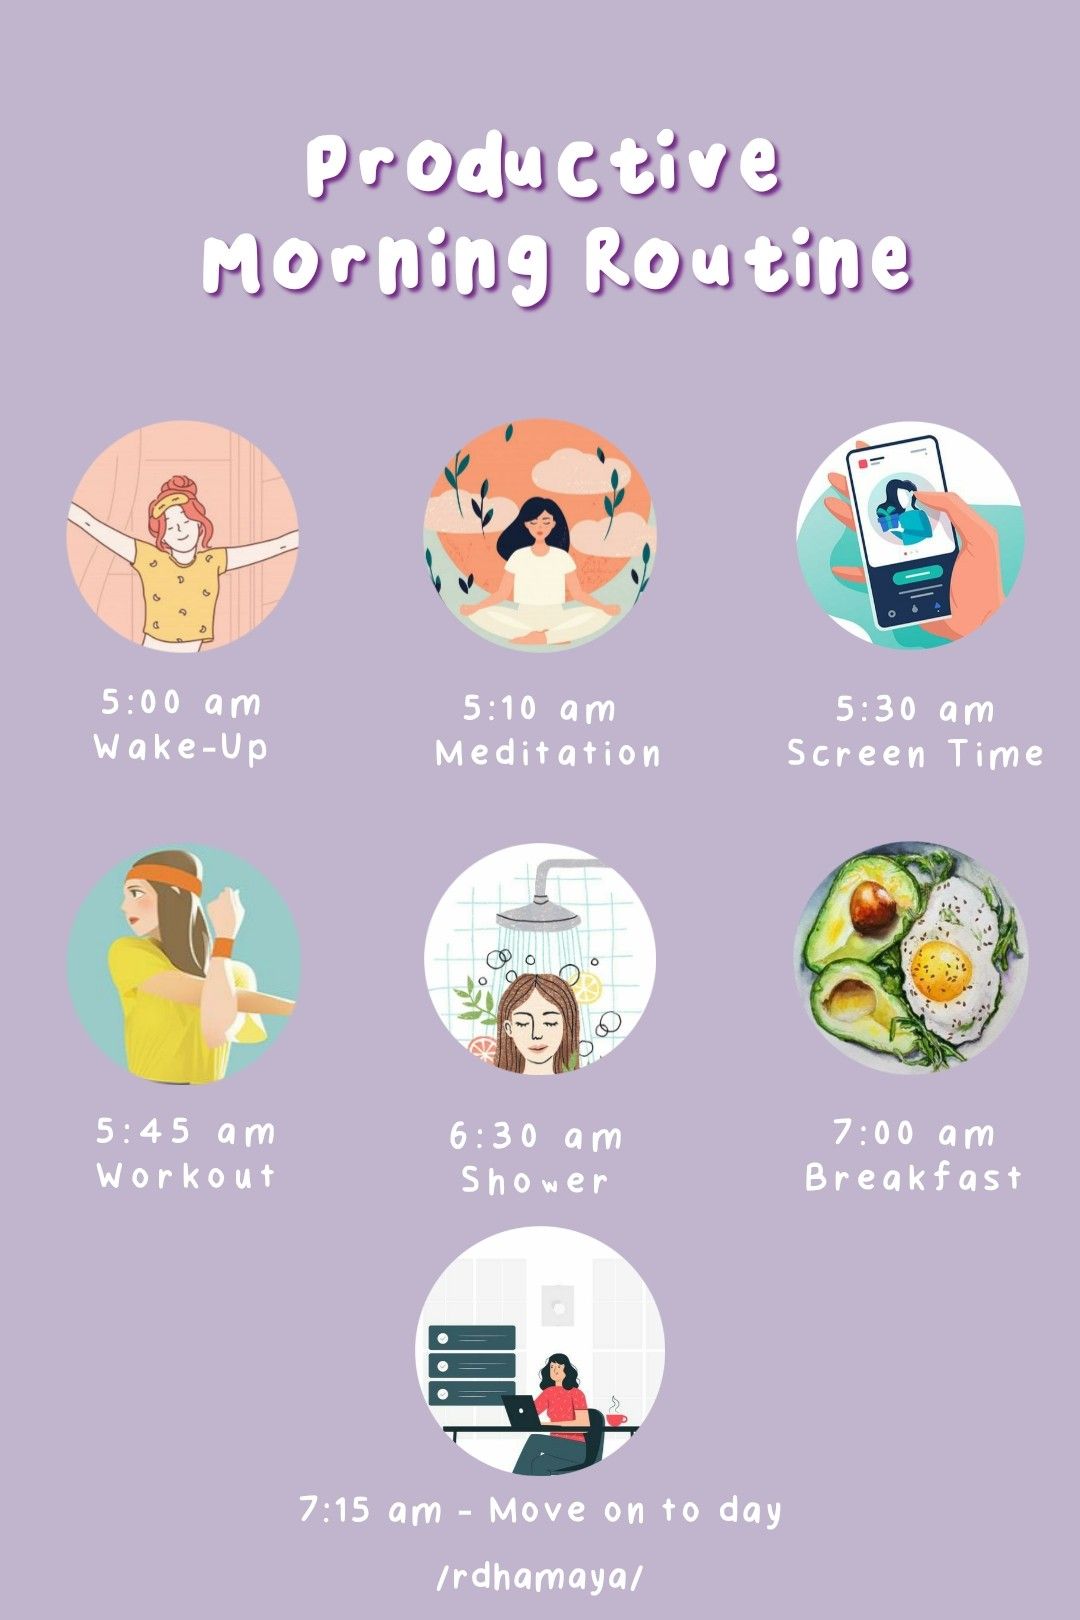 Productive
Morning Routine
5:00 am
Wake-Up
5:10 am
Meditation
5:30 am
Screen Time
5:45 am
Workout
6:30 am
Shower
7:00 am
Breakfast
7:15 am - Move on to day
/rdhamaya/